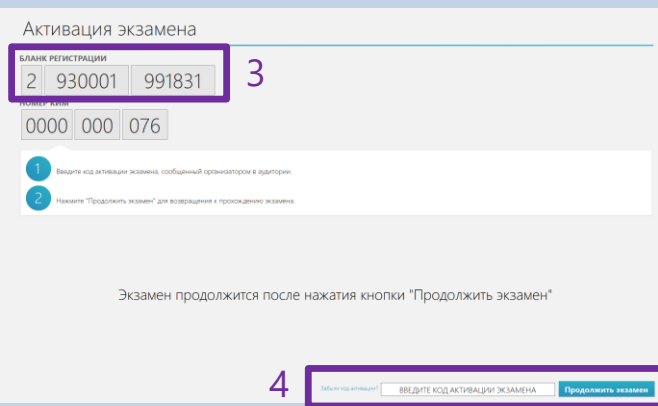 Активация экзамена
БЛАНК РЕГИСТРАЦИИ
2 930001 991831
3
НОМЕР КИМ
0000 000 076
1 Введите код активации экзамена, сообщенный организатором в аудитории.
2 Нажмите "Продолжить экзамен" для возвращения к прохождению экзамена.
Экзамен продолжится после нажатия кнопки "Продолжить экзамен"
4
Забыли код активации? ВВЕДИТЕ КОД АКТИВАЦИИ ЭКЗАМЕНА Продолжить экзамен